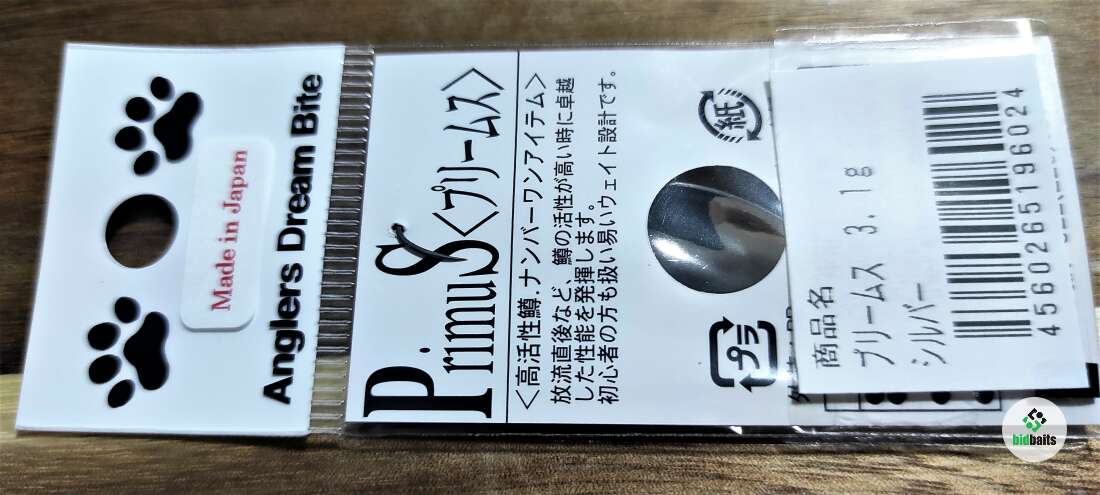 Made in Japan
Anglers Dream Bite
PrimuS<プリームス>
<高活性鱒.ナンバーワンアイテム>
放流直後など、鱒の活性が高い時に卓越
した性能を発揮します。
初心者の方も扱い易いウェイト設計です。
紙
プラ
商品名
プリームス 3.1g
シルバー
4560265196024
bidbaits